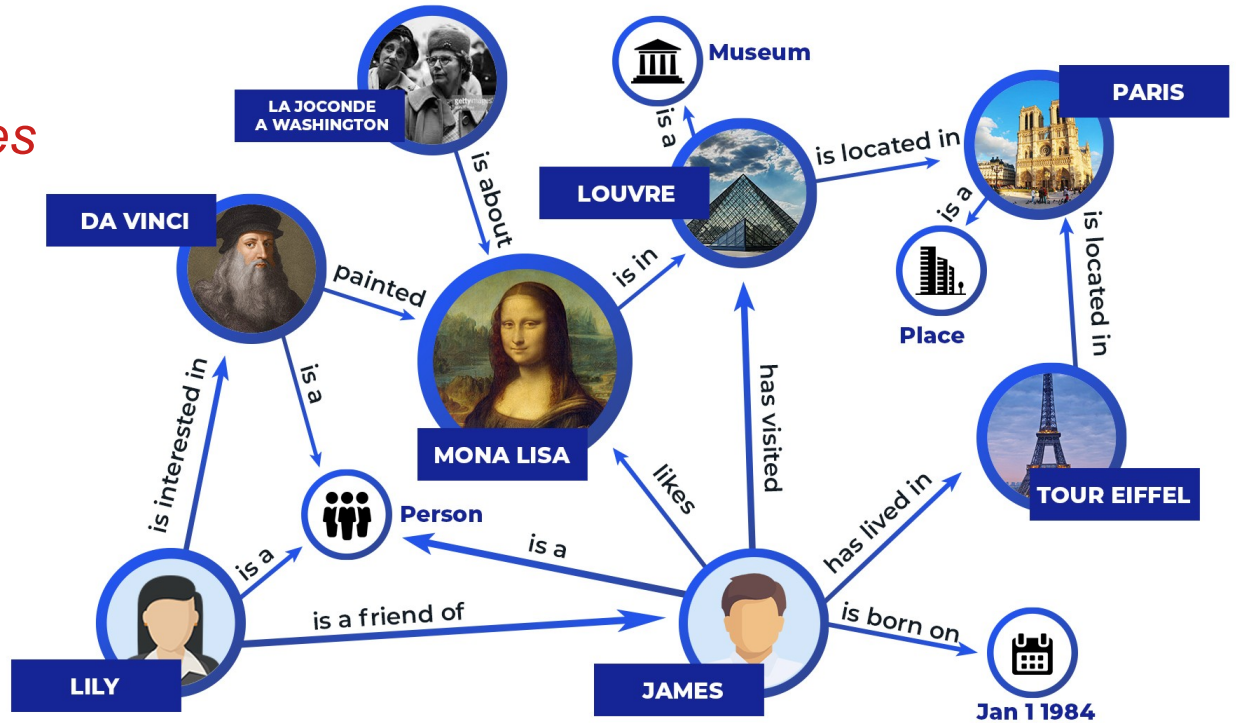 es
LA JOCONDE
A WASHINGTON
gettyimages
Museum
PARIS
is a
is located in
is about
LOUVRE
DA VINCI
is a
is in
painted
is located in
Place
is interested in
is a
has visited
MONA LISA
likes
TOUR EIFFEL
Person
has lived in
is a
is a
is a friend of
is born on
LILY
JAMES
Jan 1 1984